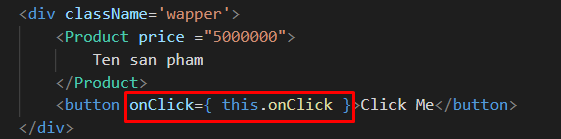 <div className='wapper'>
<Product price ="5000000">
Ten san pham
</Product>
<button onClick={ this.onClick }>Click Me</button>
</div>